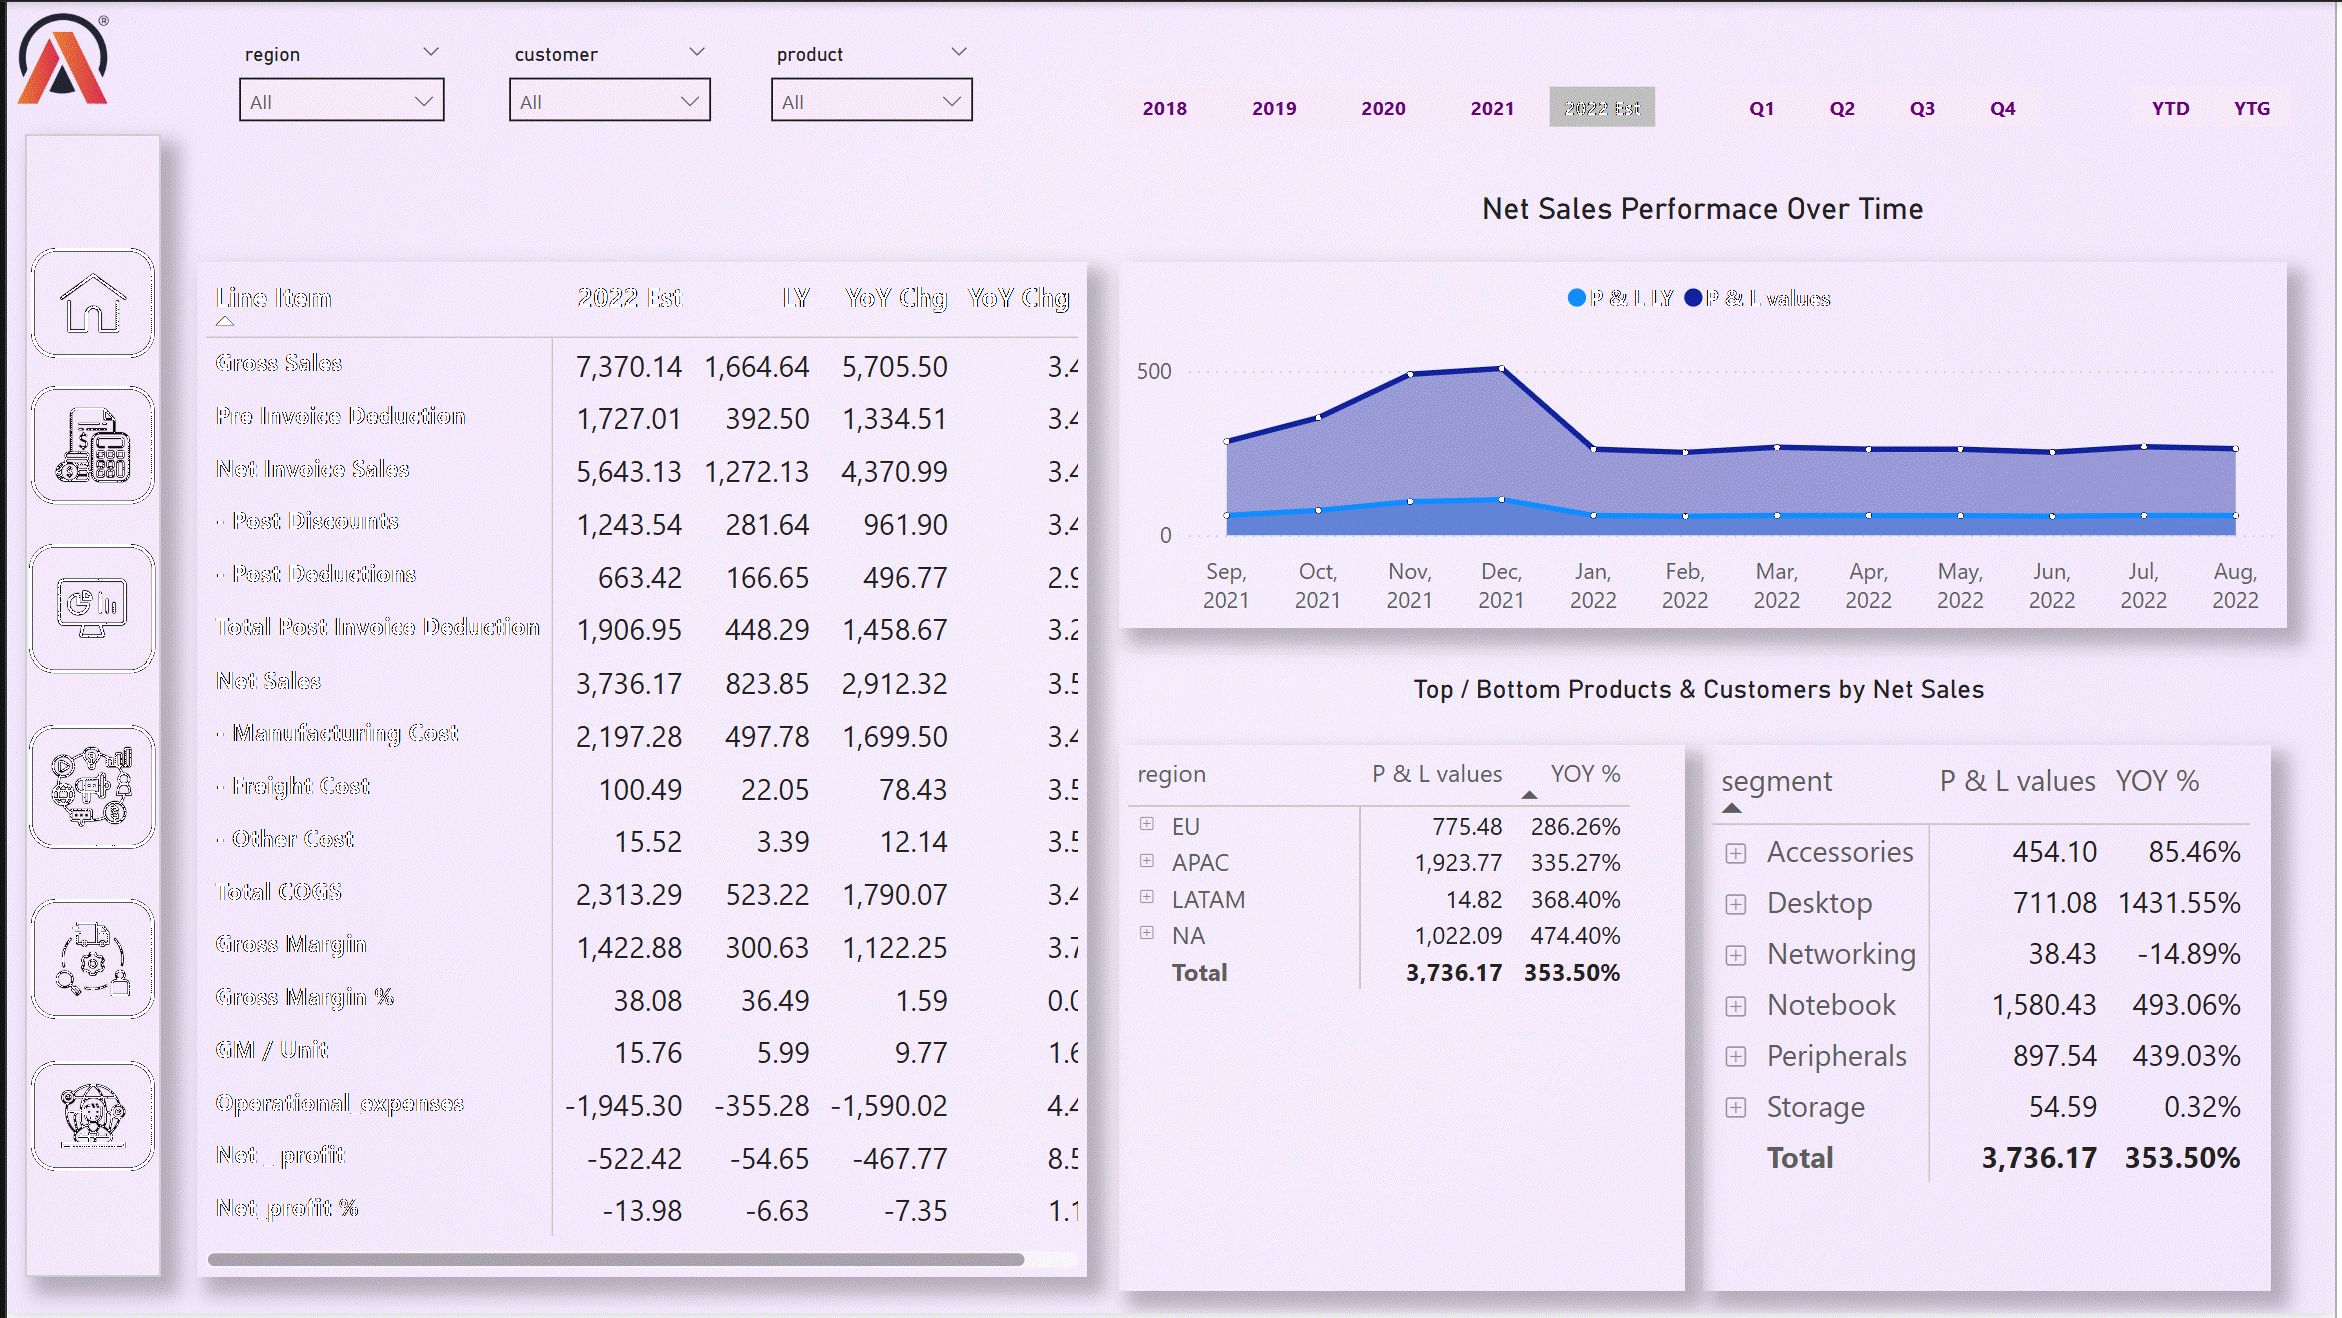 ®
region customer product
All All All
2018 2019 2020 2021 2022 Est Q1 Q2 Q3 Q4 YTD YTG
Net Sales Performace Over Time
Line Item 2022 Est LY YoY Chg YoY Chg
Gross Sales 7,370.14 1,664.64 5,705.50 3.4
Pre Invoice Deduction 1,727.01 392.50 1,334.51 3.4
Net Invoice Sales 5,643.13 1,272.13 4,370.99 3.4
- Post Discounts 1,243.54 281.64 961.90 3.4
- Post Deductions 663.42 166.65 496.77 2.9
Total Post Invoice Deduction 1,906.95 448.29 1,458.67 3.2
Net Sales 3,736.17 823.85 2,912.32 3.5
- Manufacturing Cost 2,197.28 497.78 1,699.50 3.4
- Freight Cost 100.49 22.05 78.43 3.5
- Other Cost 15.52 3.39 12.14 3.5
Total COGS 2,313.29 523.22 1,790.07 3.4
Gross Margin 1,422.88 300.63 1,122.25 3.7
Gross Margin % 38.08 36.49 1.59 0.0
GM / Unit 15.76 5.99 9.77 1.6
Operational_expenses -1,945.30 -355.28 -1,590.02 4.4
Net _ profit -522.42 -54.65 -467.77 8.5
Net_profit % -13.98 -6.63 -7.35 1.1
P & L LY P & L values
500
0
Sep, 2021 Oct, 2021 Nov, 2021 Dec, 2021 Jan, 2022 Feb, 2022 Mar, 2022 Apr, 2022 May, 2022 Jun, 2022 Jul, 2022 Aug, 2022
Top / Bottom Products & Customers by Net Sales
region P & L values YOY %
EU 775.48 286.26%
APAC 1,923.77 335.27%
LATAM 14.82 368.40%
NA 1,022.09 474.40%
Total 3,736.17 353.50%
segment P & L values YOY %
Accessories 454.10 85.46%
Desktop 711.08 1431.55%
Networking 38.43 -14.89%
Notebook 1,580.43 493.06%
Peripherals 897.54 439.03%
Storage 54.59 0.32%
Total 3,736.17 353.50%